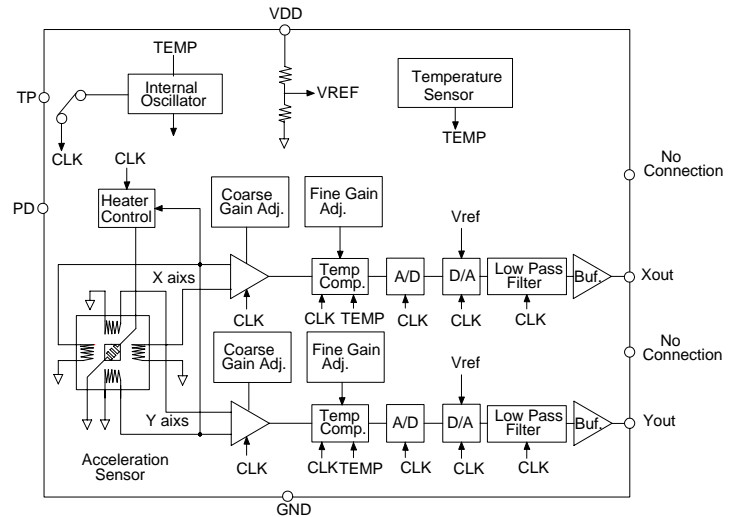 VDD
TEMP
Internal
Oscillator
TP
CLK
VREF
Temperature
Sensor
TEMP
No
Connection
CLK
PD
Heater
Control
Coarse
Gain Adj.
Fine Gain
Adj.
Vref
X aixs
Temp
Comp.
A/D
D/A
Low Pass
Filter
Buf.
Xout
CLK
CLK
TEMP
CLK
CLK
CLK
Coarse
Gain Adj.
Fine Gain
Adj.
Vref
No
Connection
Y aixs
Temp
Comp.
A/D
D/A
Low Pass
Filter
Buf.
Yout
CLK
CLK
TEMP
CLK
CLK
CLK
Acceleration
Sensor
GND